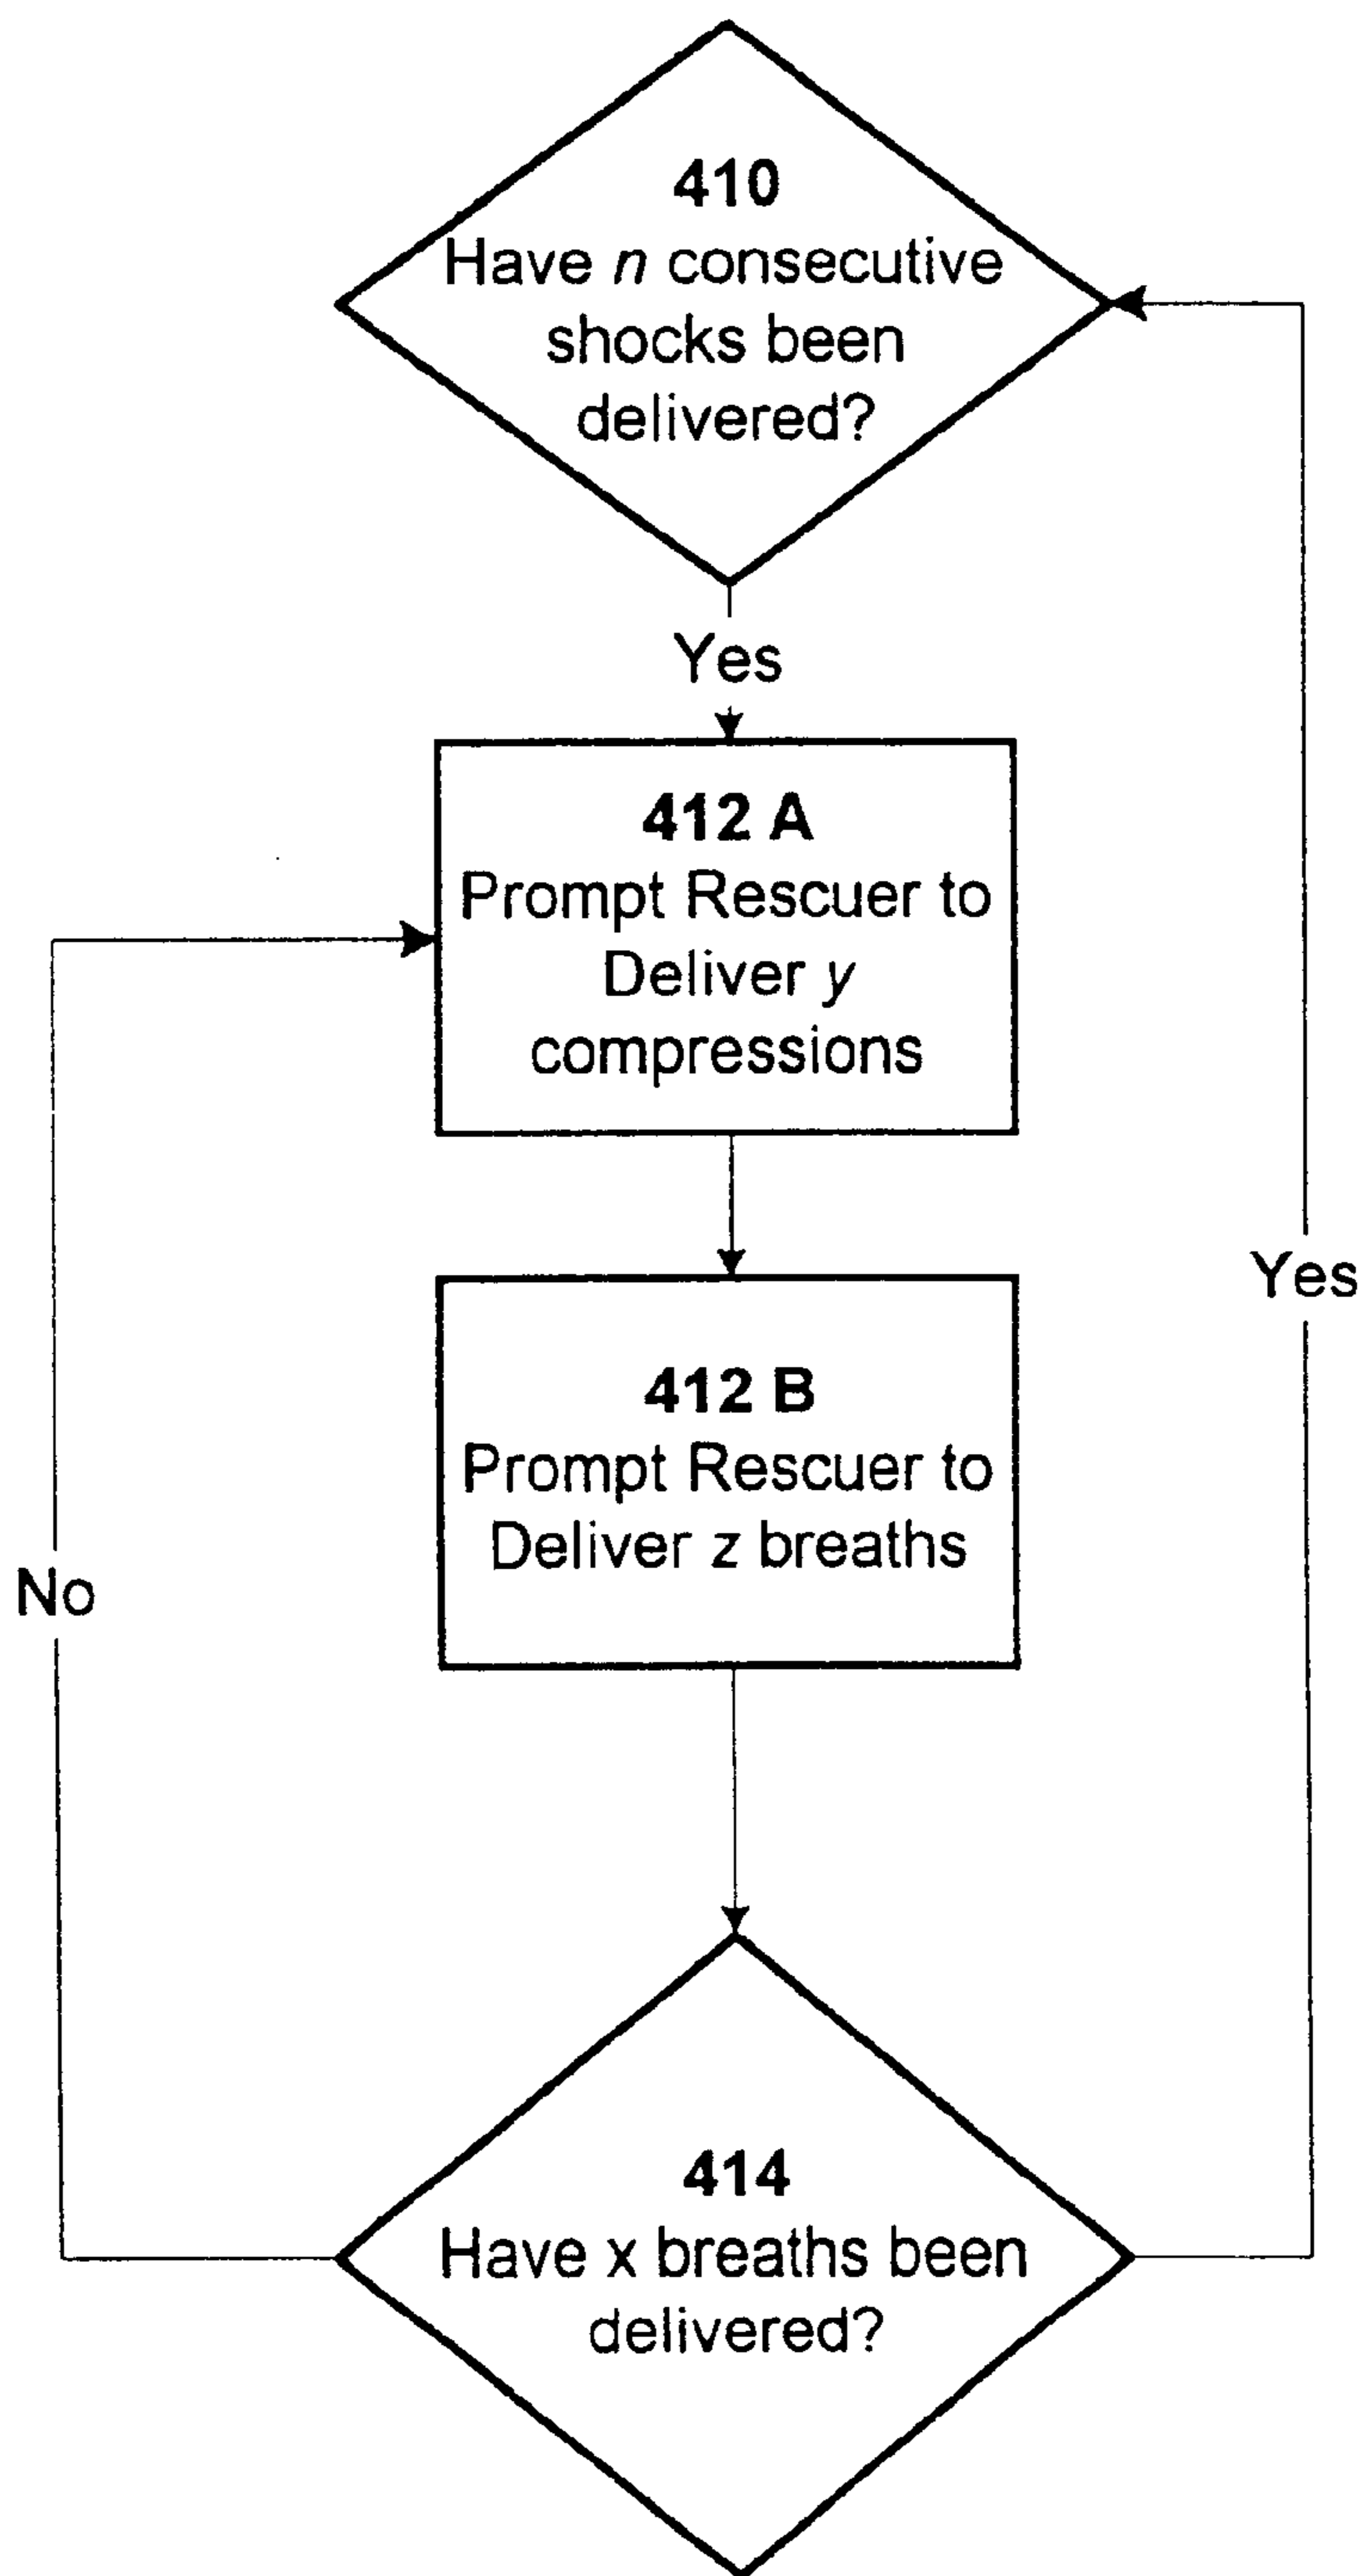 410
Have n consecutive
shocks been
delivered?
Yes
412 A
Prompt Rescuer to
Deliver y
compressions
Yes
412 B
Prompt Rescuer to
Deliver z breaths
No
414
Have x breaths been
delivered?